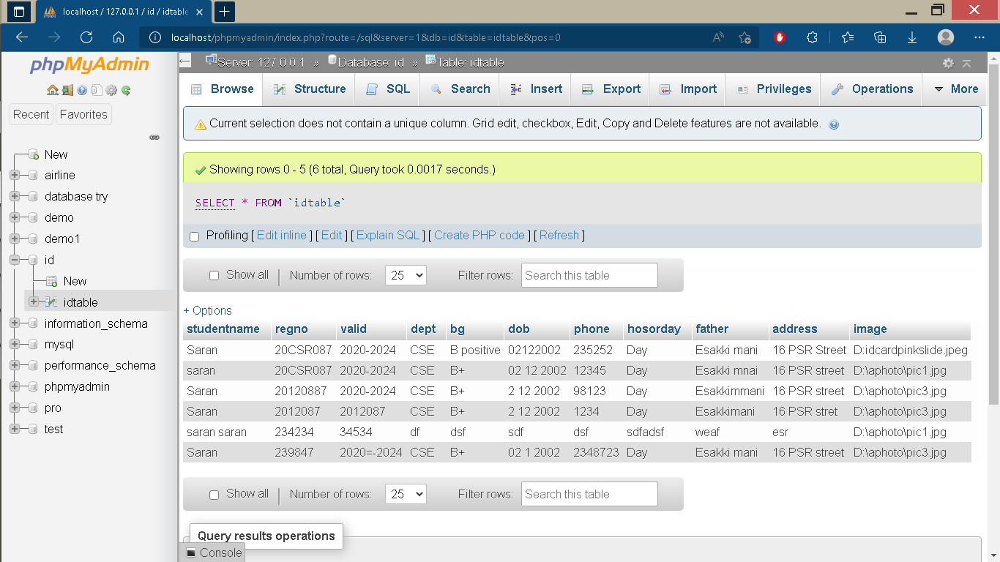 localhost / 127.0.0.1 / id / idtable
localhost/phpmyadmin/index.php?route=/sql&server=1&db=id&table=idtable&pos=0
phpMyAdmin
Recent Favorites
New
airline
database try
demo
demo1
id
New
idtable
information_schema
mysql
performance_schema
phpmyadmin
pro
test
Server: 127.0.0.1 » Database: id » Table: idtable
Browse Structure SQL Search Insert Export Import Privileges Operations More
Current selection does not contain a unique column. Grid edit, checkbox, Edit, Copy and Delete features are not available.
Showing rows 0 - 5 (6 total, Query took 0.0017 seconds.)
SELECT * FROM `idtable`
Profiling [ Edit inline ] [ Edit ] [ Explain SQL ] [ Create PHP code ] [ Refresh ]
Show all | Number of rows: 25 Filter rows: Search this table
+ Options
studentname regno valid dept bg dob phone hosorday father address image
Saran 20CSR087 2020-2024 CSE B positive 02122002 235252 Day Esakki mani 16 PSR Street D:idcardpinkslide.jpeg
saran 20CSR087 2020-2024 CSE B+ 02 12 2002 12345 Day Esakki mnai 16 PSR street D:\aphoto\pic1.jpg
Saran 20120887 2020-2024 CSE B+ 2 12 2002 98123 Day Esakkimmani 16 PSR street D:\aphoto\pic3.jpg
Saran 2012087 2012087 CSE B+ 2 12 2002 1234 Day Esakkimani 16 PSR stret D:\aphoto\pic3.jpg
saran saran 234234 34534 df dsf sdf dsf sdfadsf weaf esr D:\aphoto\pic1.jpg
Saran 239847 2020=-2024 CSE B+ 02 1 2002 2348723 Day Esakki mani 16 PSR street D:\aphoto\pic3.jpg
Show all | Number of rows: 25 Filter rows: Search this table
Query results operations
Console